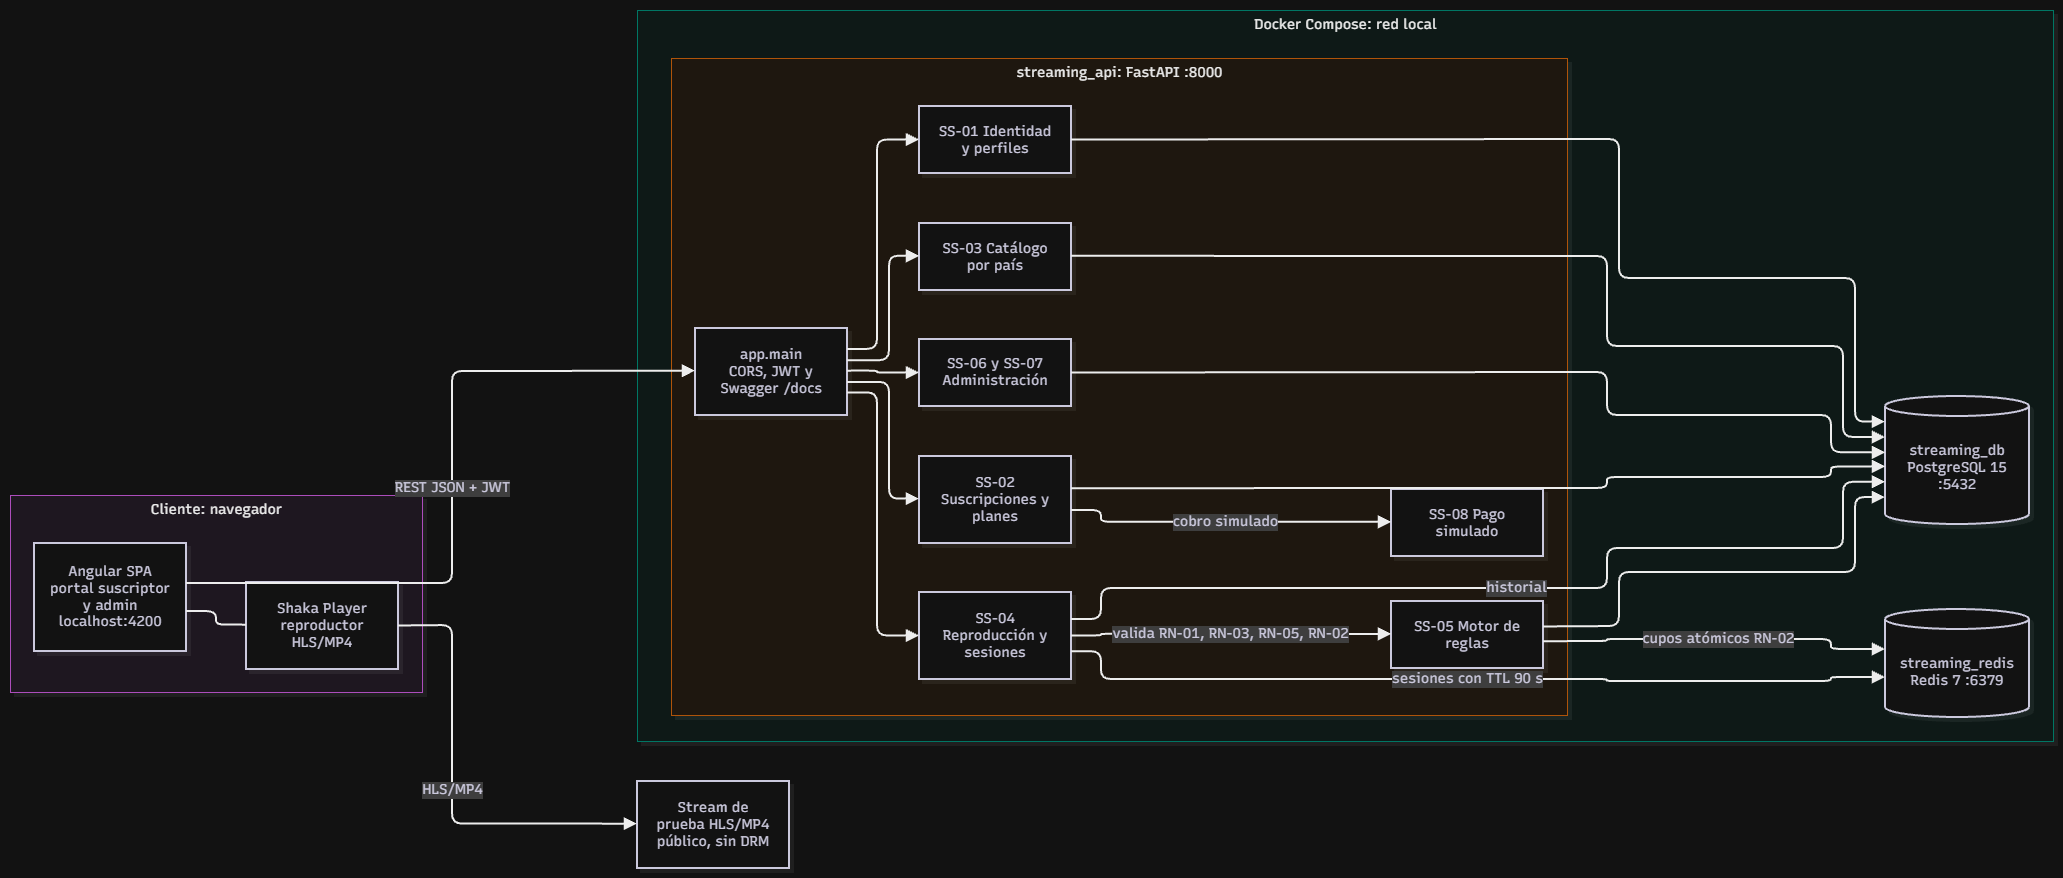 Docker Compose: red local
streaming_api: FastAPI :8000
SS-01 Identidad
y perfiles
SS-03 Catálogo
por país
app.main
CORS, JWT y
Swagger /docs
SS-06 y SS-07
Administración
streaming_db
PostgreSQL 15
:5432
REST JSON + JWT
SS-02
Suscripciones y
planes
cobro simulado
SS-08 Pago
simulado
Cliente: navegador
Angular SPA
portal suscriptor
y admin
localhost:4200
Shaka Player
reproductor
HLS/MP4
historial
SS-04
Reproducción y
sesiones
valida RN-01, RN-03, RN-05, RN-02
SS-05 Motor de
reglas
cupos atómicos RN-02
sesiones con TTL 90 s
streaming_redis
Redis 7 :6379
HLS/MP4
Stream de
prueba HLS/MP4
público, sin DRM